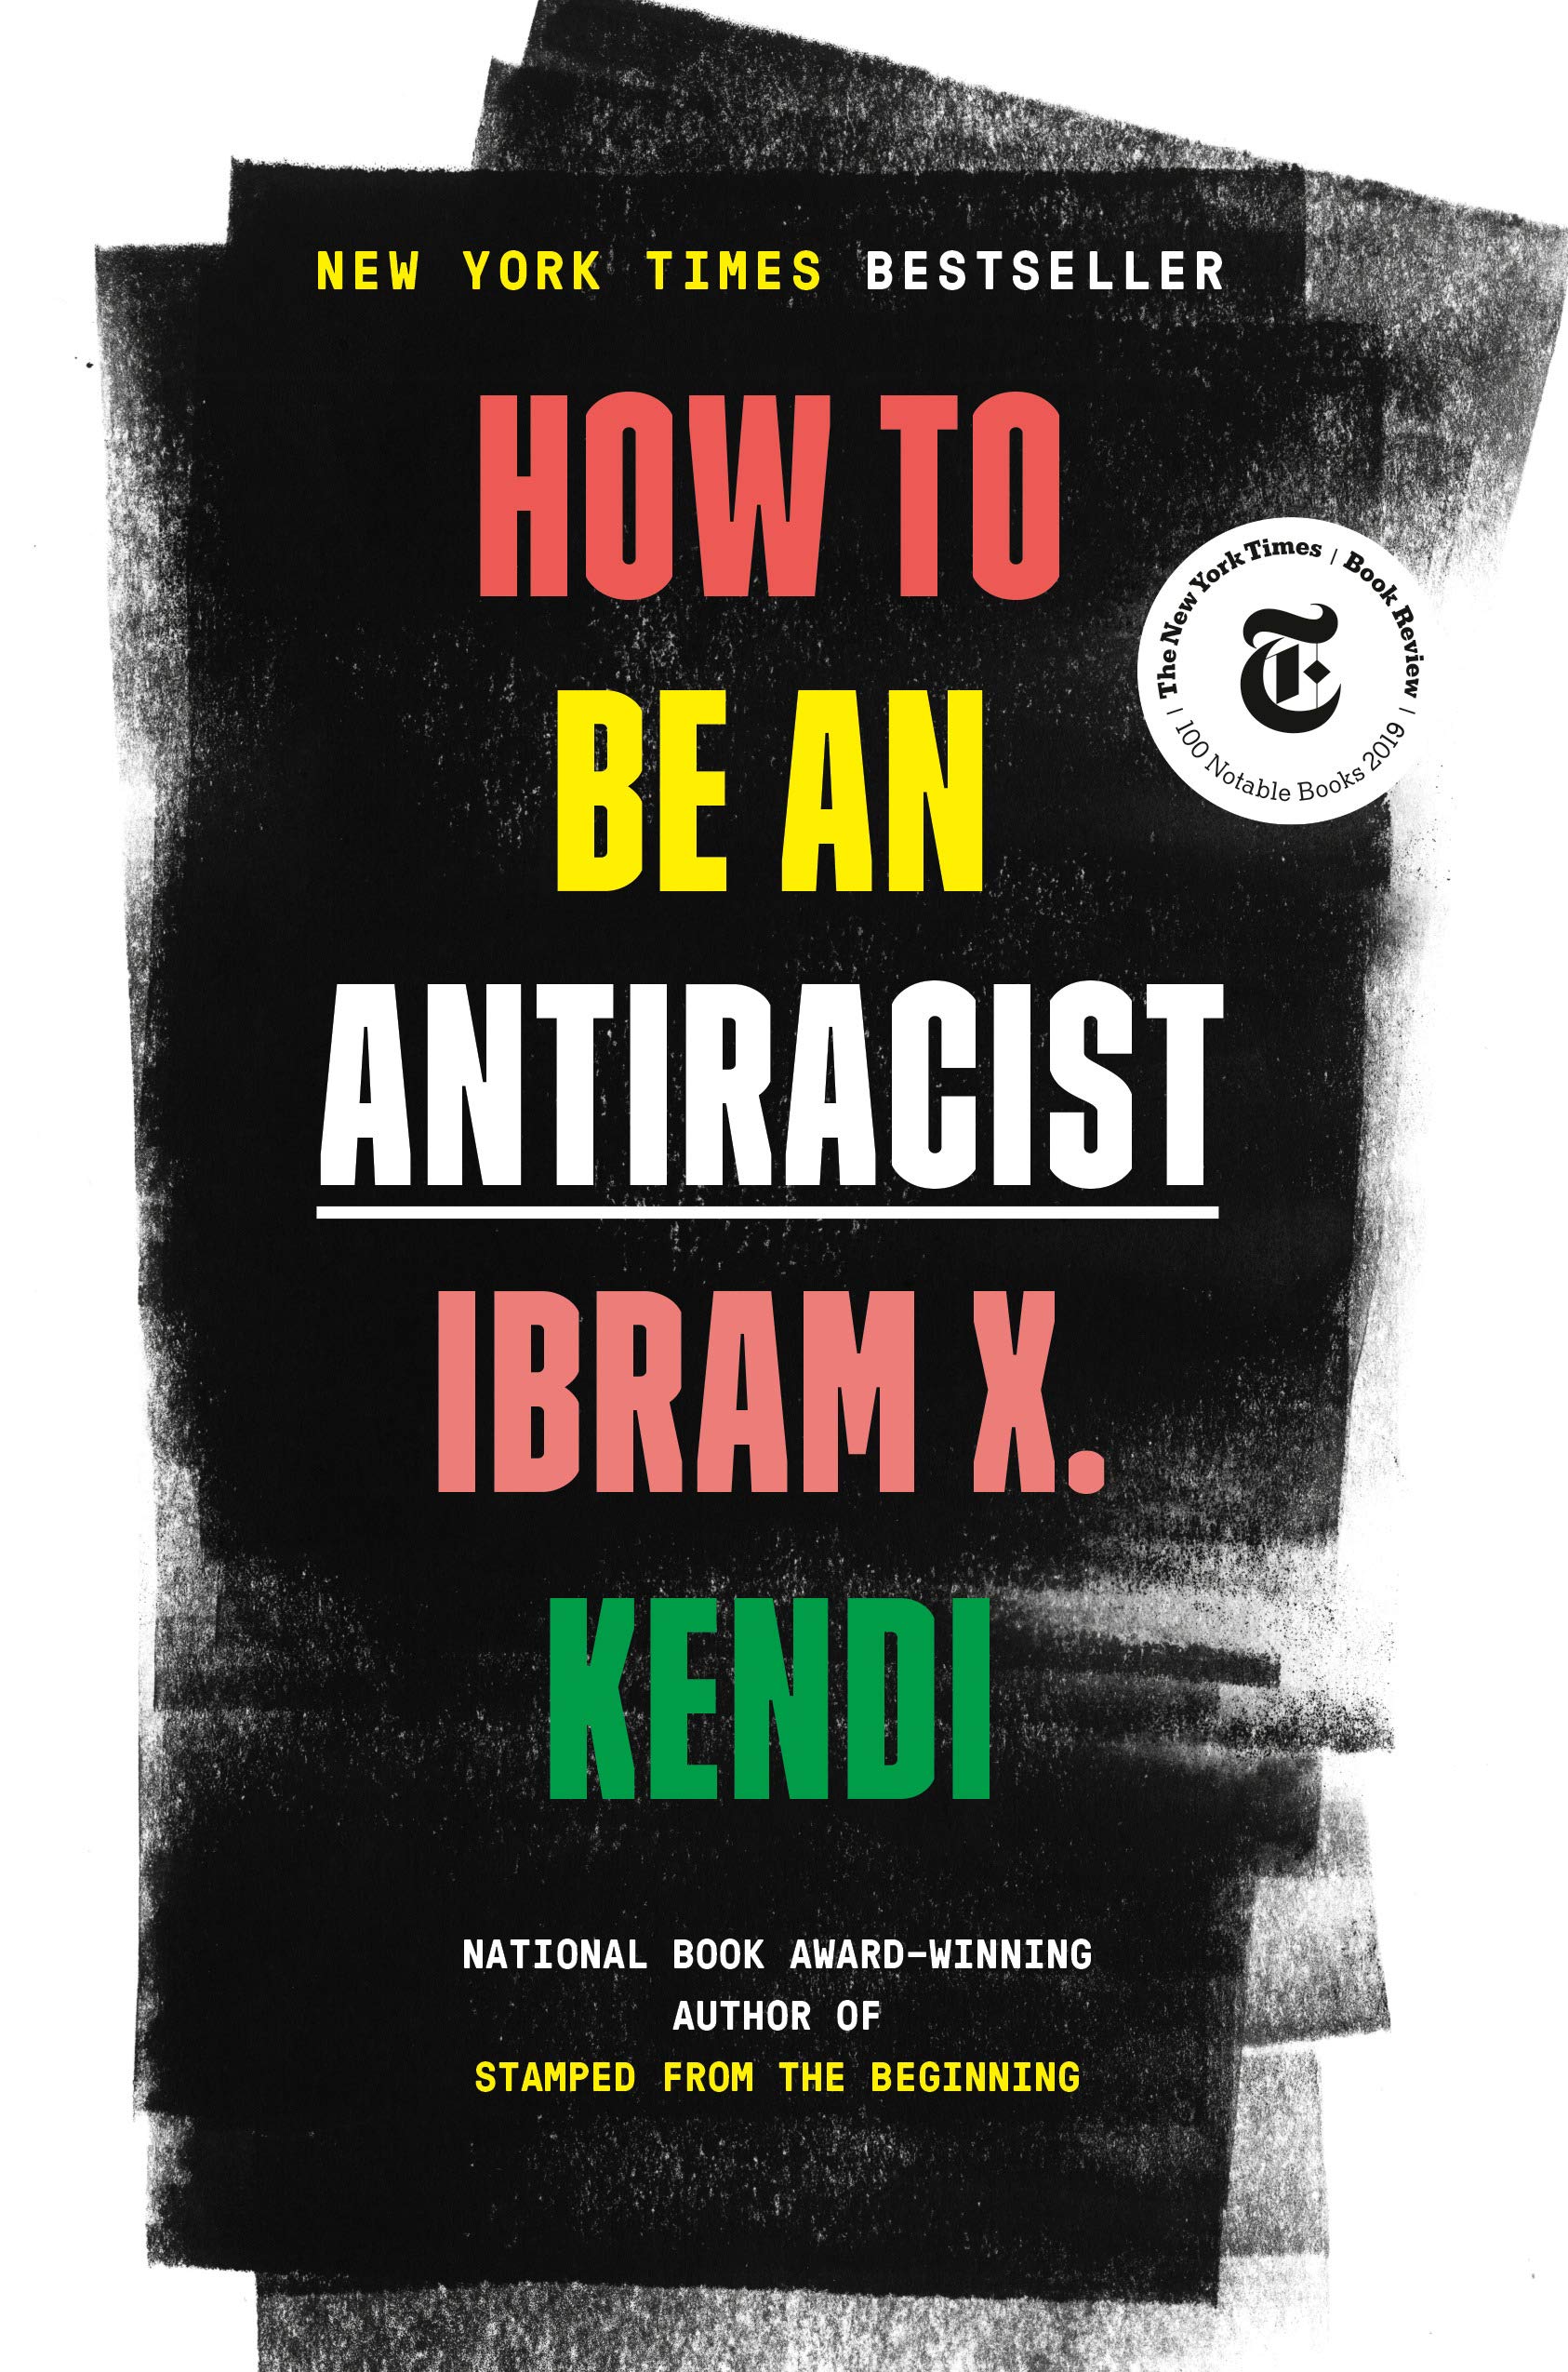 NEW YORK TIMES BESTSELLER
HOW TO
The New York Times | Book Review
| 100 Notable Books 2019 |
BE AN
ANTIRACIST
IBRAM X.
KENDI
NATIONAL BOOK AWARD–WINNING
AUTHOR OF
STAMPED FROM THE BEGINNING